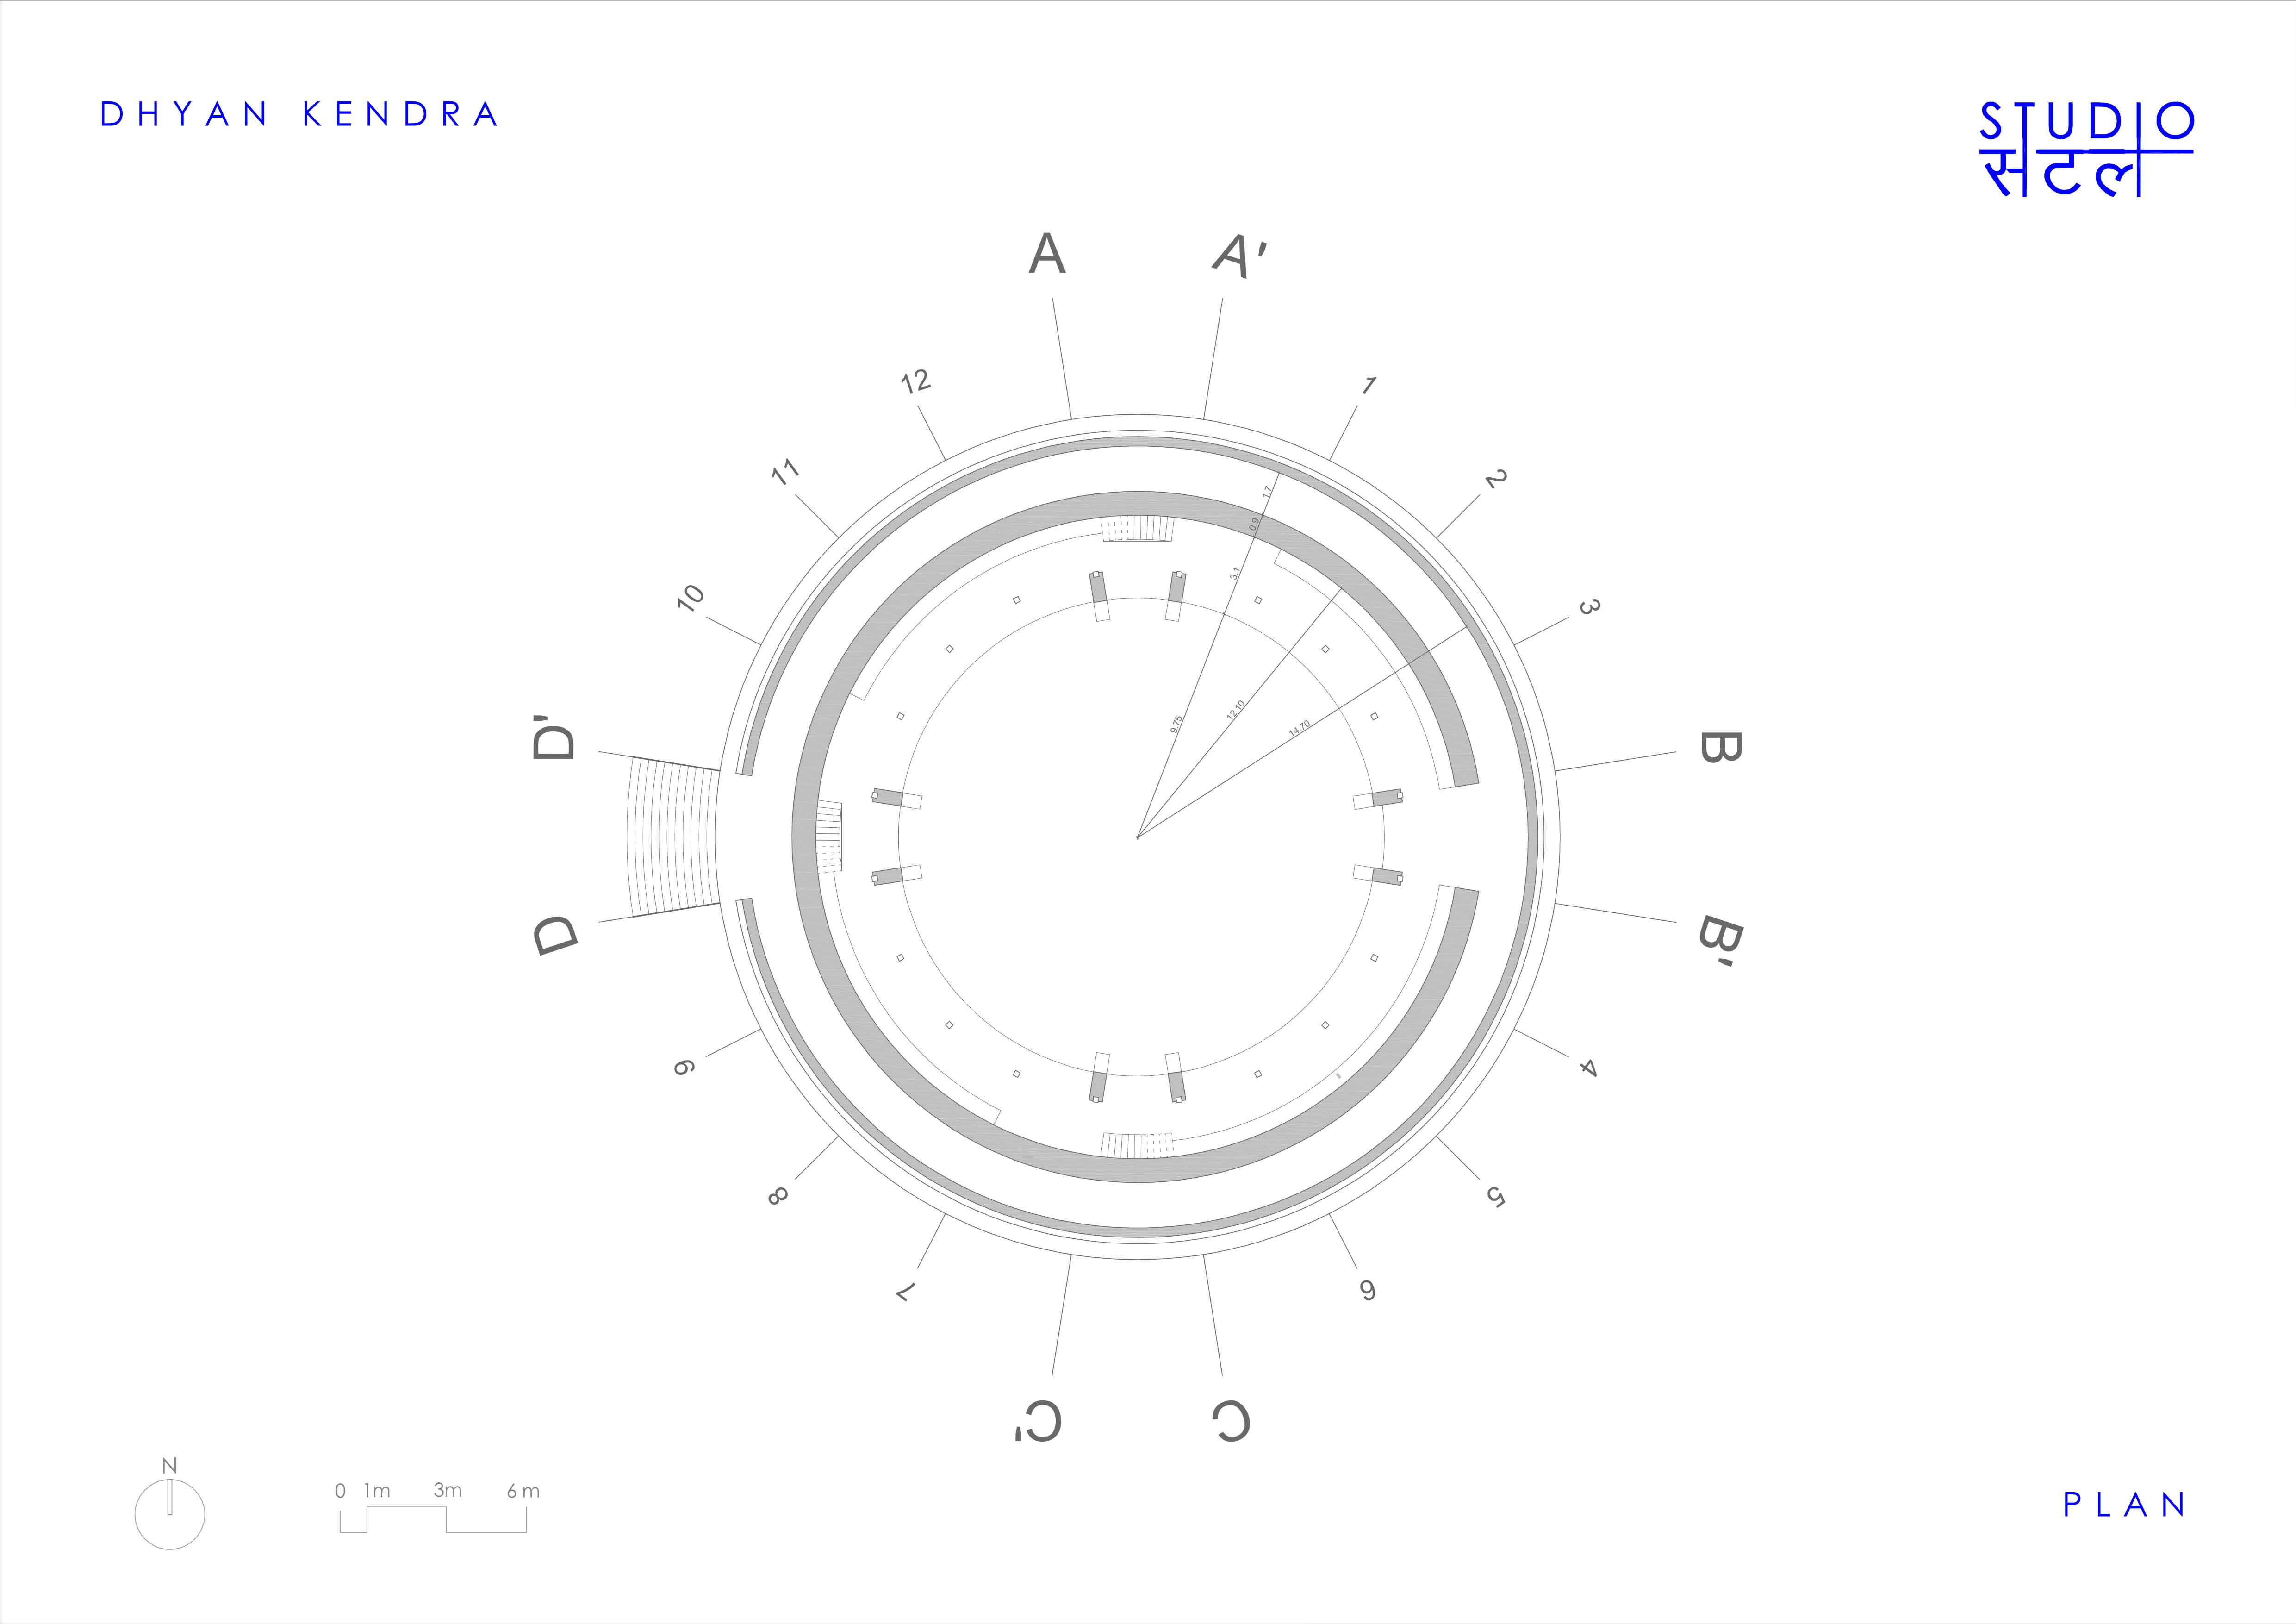 DHYAN KENDRA
STUDIO
सटल
A
A'
12
1
11
2
10
3
1.7
0.9
3.1
9.75
12.10
14.70
D'
B
D
B'
9
4
8
5
7
6
C'
C
N
0 1m 3m 6m
PLAN